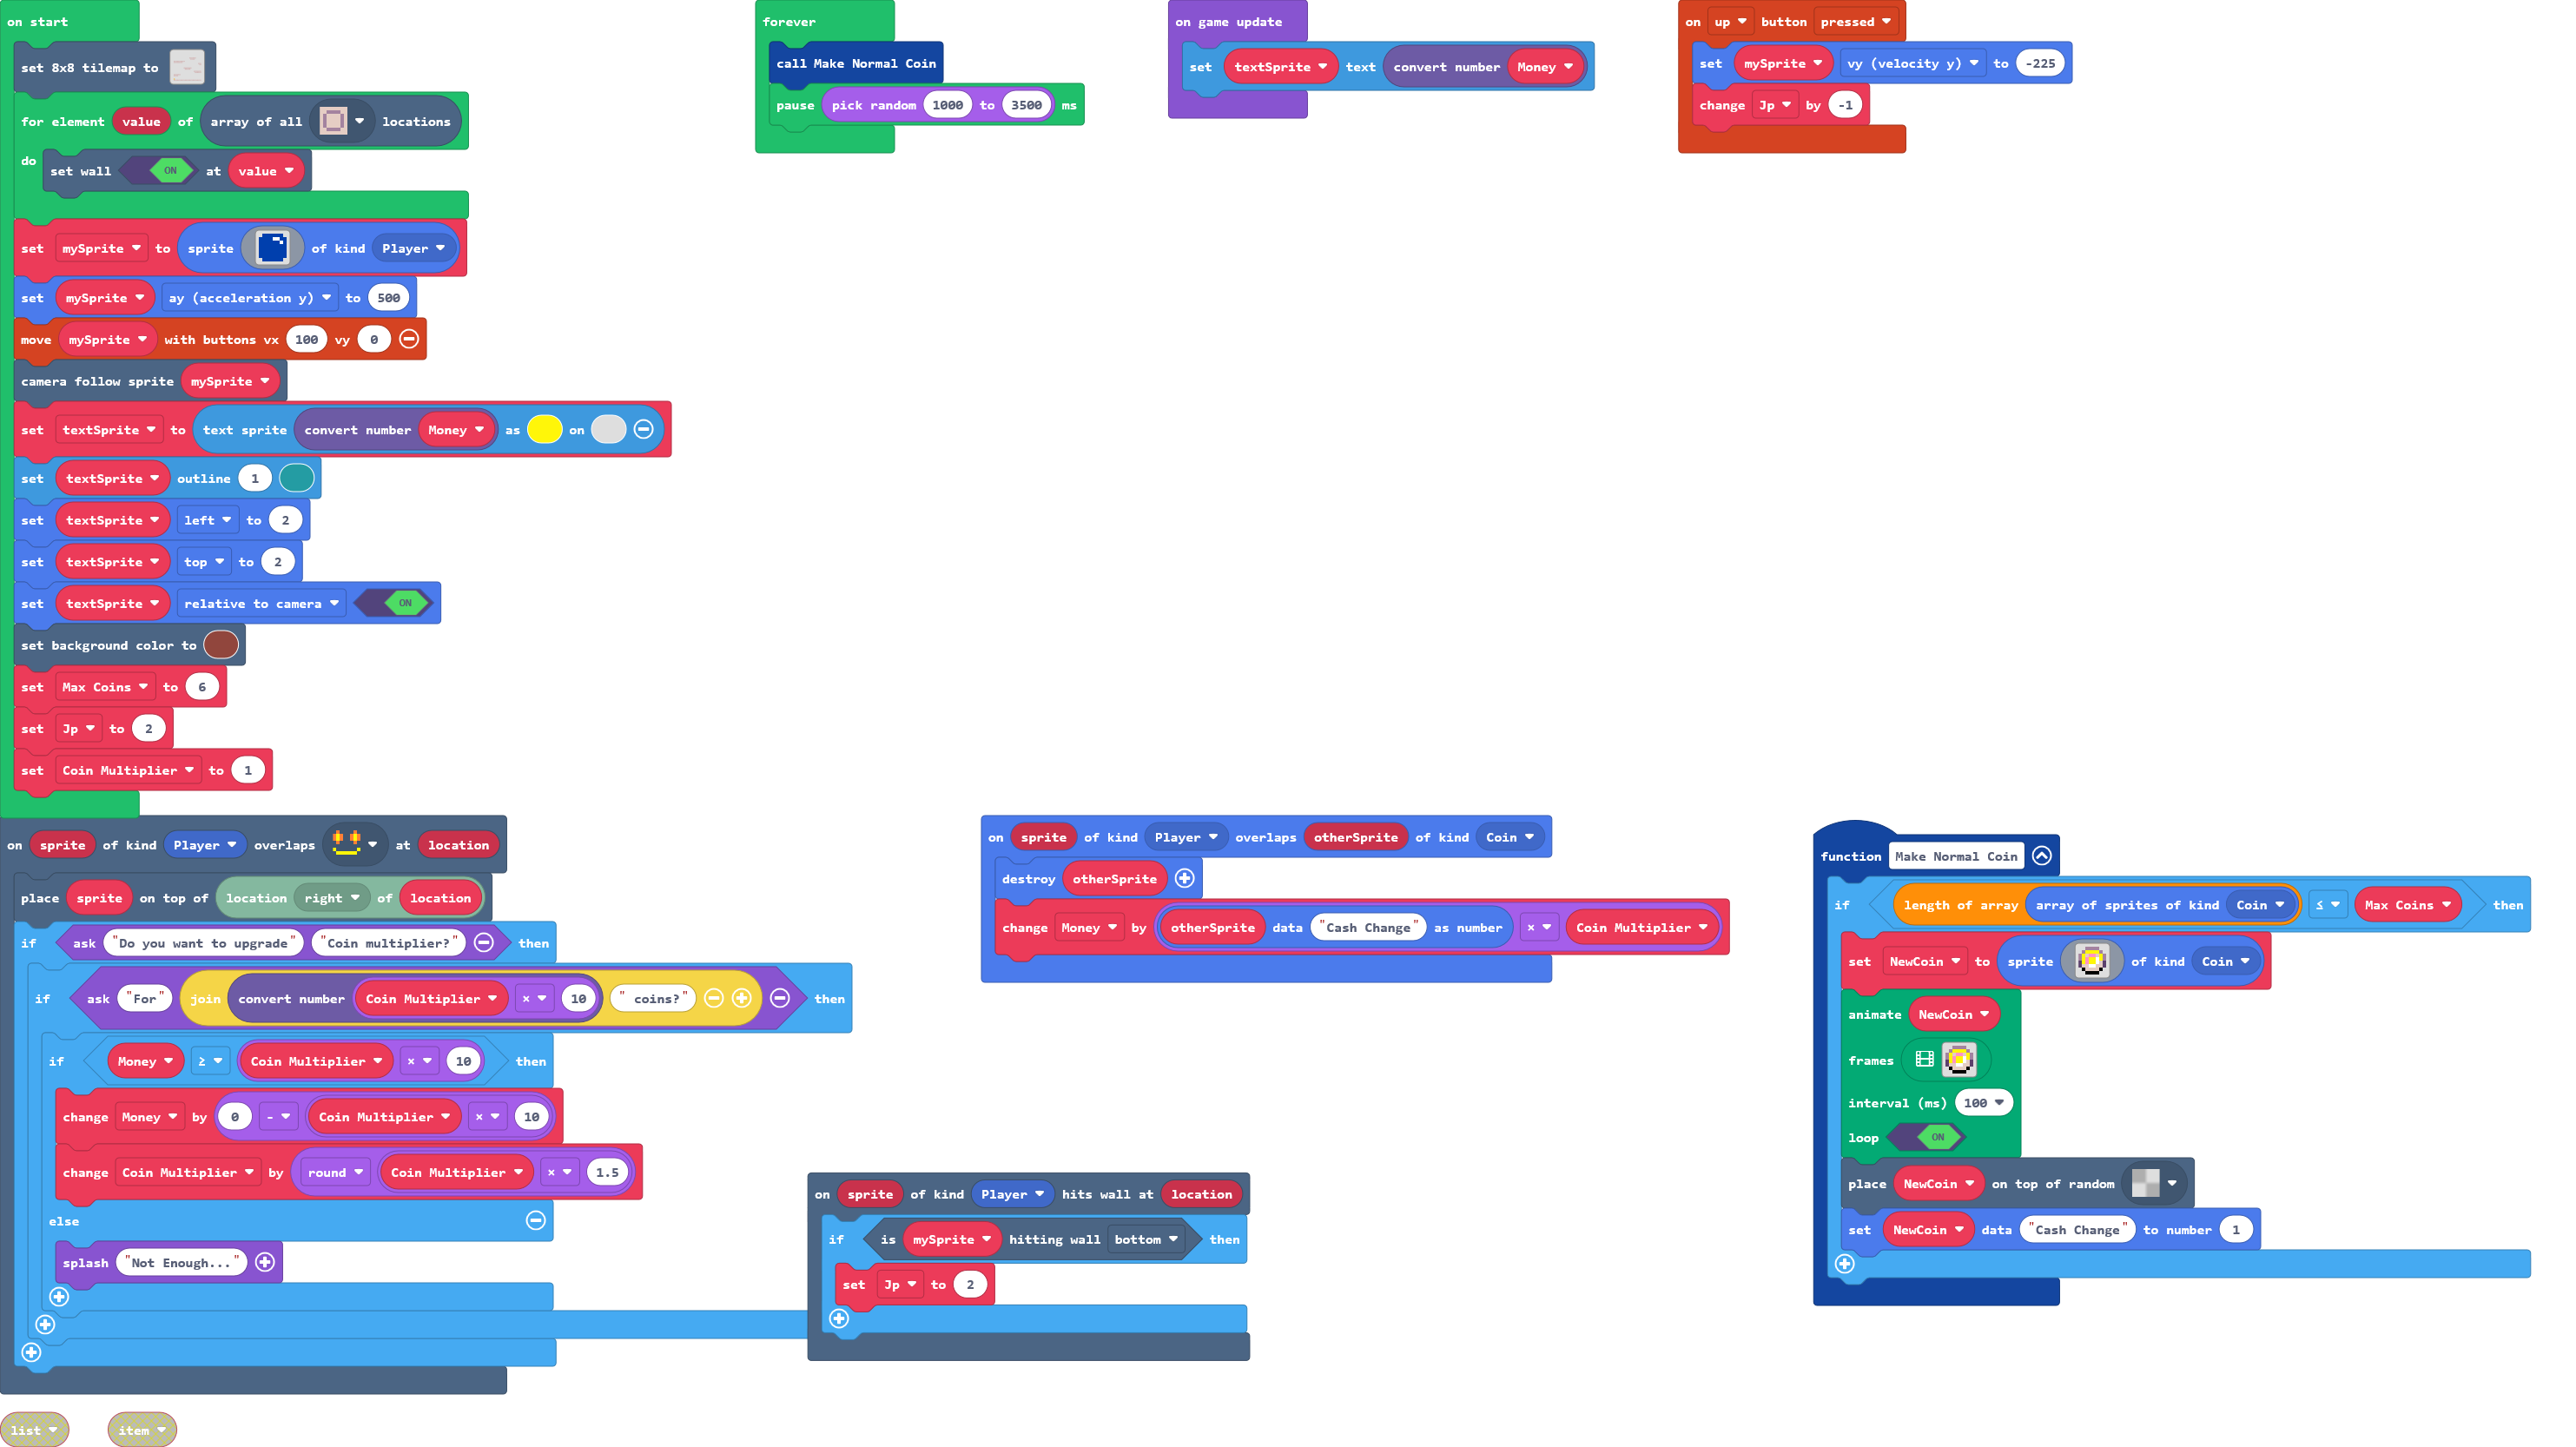 on start
set 8x8 tilemap to
for element value of array of all locations
do set wall ON at value
set mySprite to sprite of kind Player
set mySprite ay (acceleration y) to 500
move mySprite with buttons vx 100 vy 0
camera follow sprite mySprite
set textSprite to text sprite convert number Money as on
set textSprite outline 1
set textSprite left to 2
set textSprite top to 2
set textSprite relative to camera ON
set background color to
set Max Coins to 6
set Jp to 2
set Coin Multiplier to 1
forever
call Make Normal Coin
pause pick random 1000 to 3500 ms
on game update
set textSprite text convert number Money
on up button pressed
set mySprite vy (velocity y) to -225
change Jp by -1
on sprite of kind Player overlaps at location
place sprite on top of location right of location
if ask "Do you want to upgrade" "Coin multiplier?" then
if ask "For" join convert number Coin Multiplier × 10 " coins?" then
if Money ≥ Coin Multiplier × 10 then
change Money by 0 - Coin Multiplier × 10
change Coin Multiplier by round Coin Multiplier × 1.5
else
splash "Not Enough..."
on sprite of kind Player overlaps otherSprite of kind Coin
destroy otherSprite
change Money by otherSprite data "Cash Change" as number × Coin Multiplier
on sprite of kind Player hits wall at location
if is mySprite hitting wall bottom then
set Jp to 2
function Make Normal Coin
if length of array array of sprites of kind Coin ≤ Max Coins then
set NewCoin to sprite of kind Coin
animate NewCoin
frames
interval (ms) 100
loop ON
place NewCoin on top of random
set NewCoin data "Cash Change" to number 1
list
item